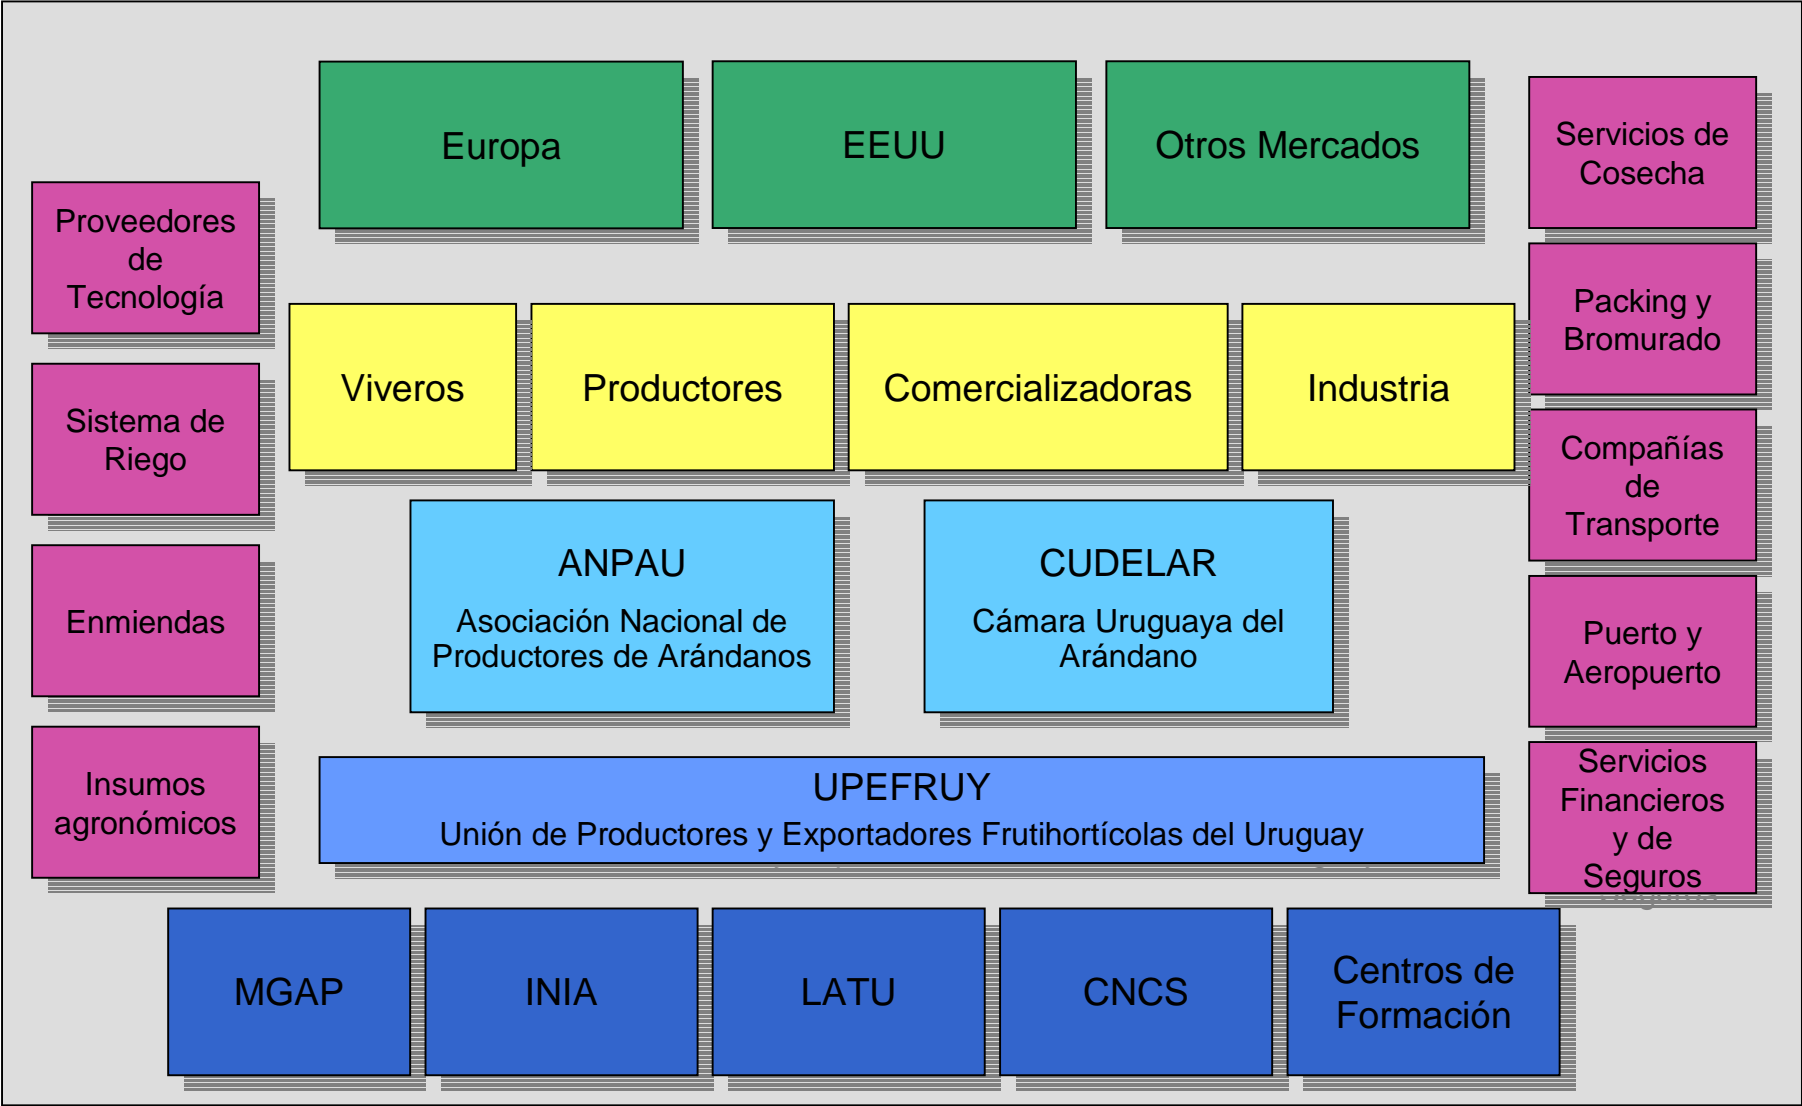 Europa
EEUU
Otros Mercados
Servicios de
Cosecha
Proveedores
de
Tecnología
Packing y
Bromurado
Viveros
Productores
Comercializadoras
Industria
Sistema de
Riego
Compañías
de
Transporte
ANPAU
Asociación Nacional de
Productores de Arándanos
CUDELAR
Cámara Uruguaya del
Arándano
Enmiendas
Puerto y
Aeropuerto
Insumos
agronómicos
UPEFRUY
Unión de Productores y Exportadores Frutihortícolas del Uruguay
Servicios
Financieros
y de
Seguros
MGAP
INIA
LATU
CNCS
Centros de
Formación